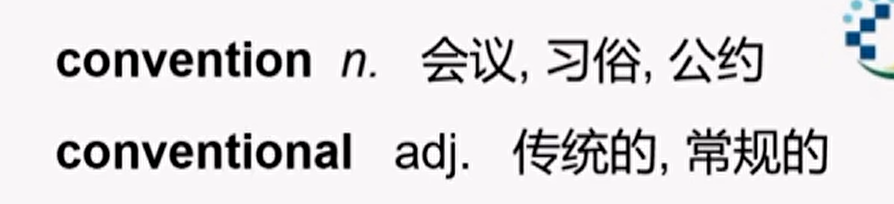 convention n. 会议, 习俗, 公约
conventional adj. 传统的, 常规的